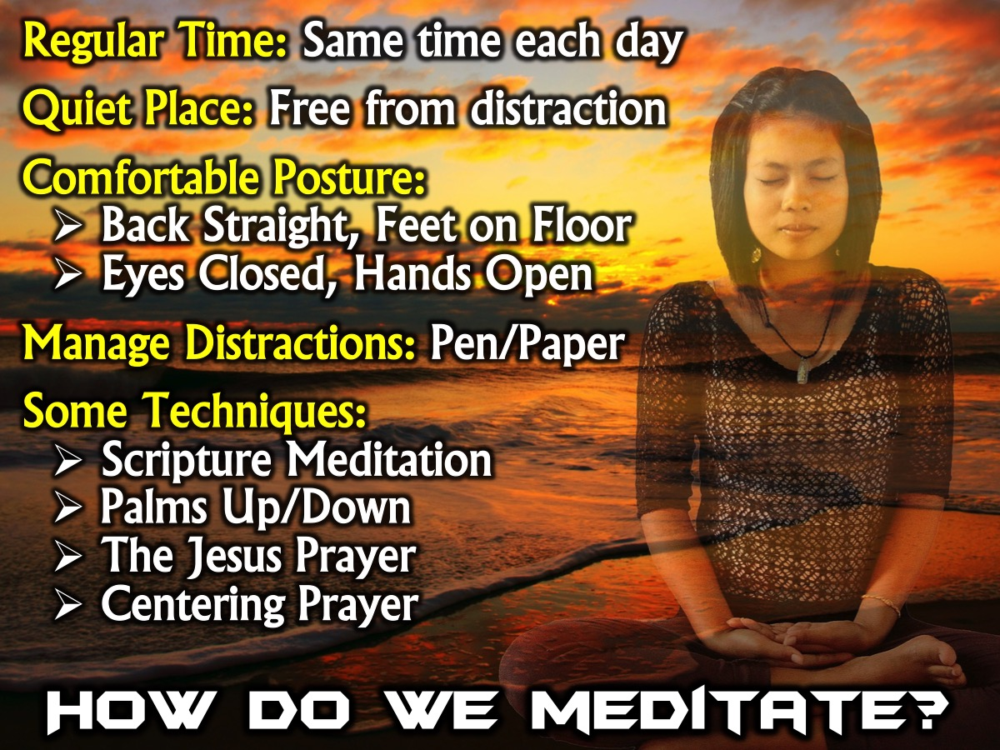 Regular Time: Same time each day
Quiet Place: Free from distraction
Comfortable Posture:
➢ Back Straight, Feet on Floor
➢ Eyes Closed, Hands Open
Manage Distractions: Pen/Paper
Some Techniques:
➢ Scripture Meditation
➢ Palms Up/Down
➢ The Jesus Prayer
➢ Centering Prayer
HOW DO WE MEDITATE?